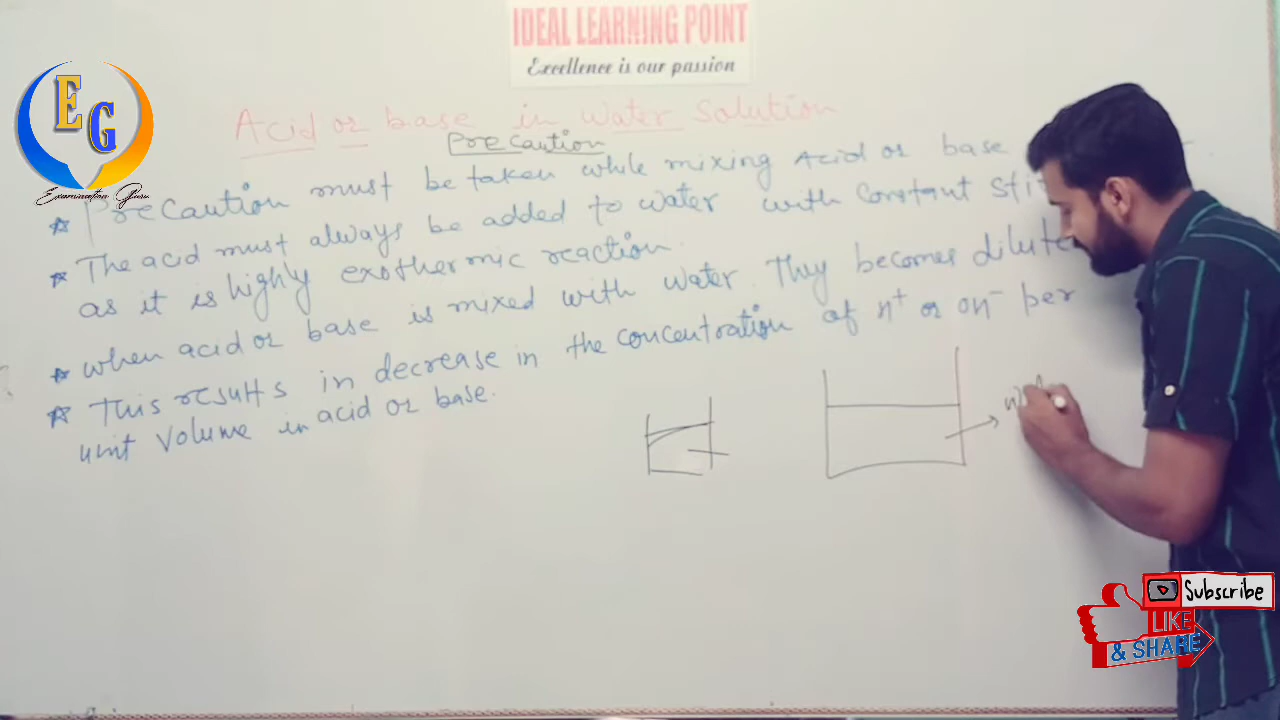 IDEAL LEARNING POINT
Excellence is our passion
E
G
Examination Guru
Acid or base in water solution
Precaution
* Precaution must be taken while mixing Acid or base
* The acid must always be added to water with constant
as it is highly exothermic reaction.
* when acid or base is mixed with water. They becomes dilute
* This results in decrease in the concentration of H+ or OH- per
unit volume in acid or base.
Subscribe
LIKE
& SHARE